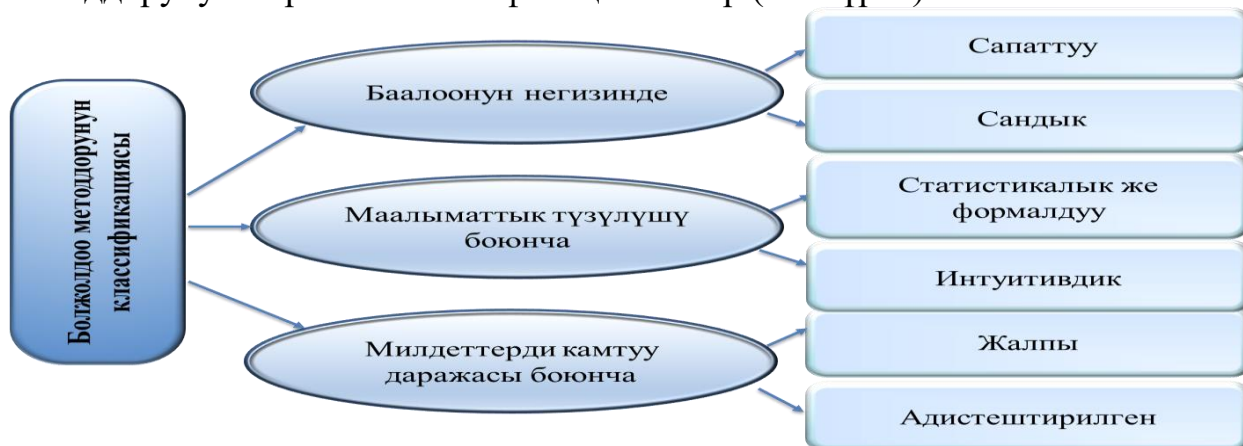 Болжолдоо методдорунун
классификациясы
Баалоонун негизинде
Сапаттуу
Сандык
Маалыматтык түзүлүшү
боюнча
Статистикалык же
формалдуу
Интуитивдик
Милдеттерди камтуу
даражасы боюнча
Жалпы
Адистештирилген